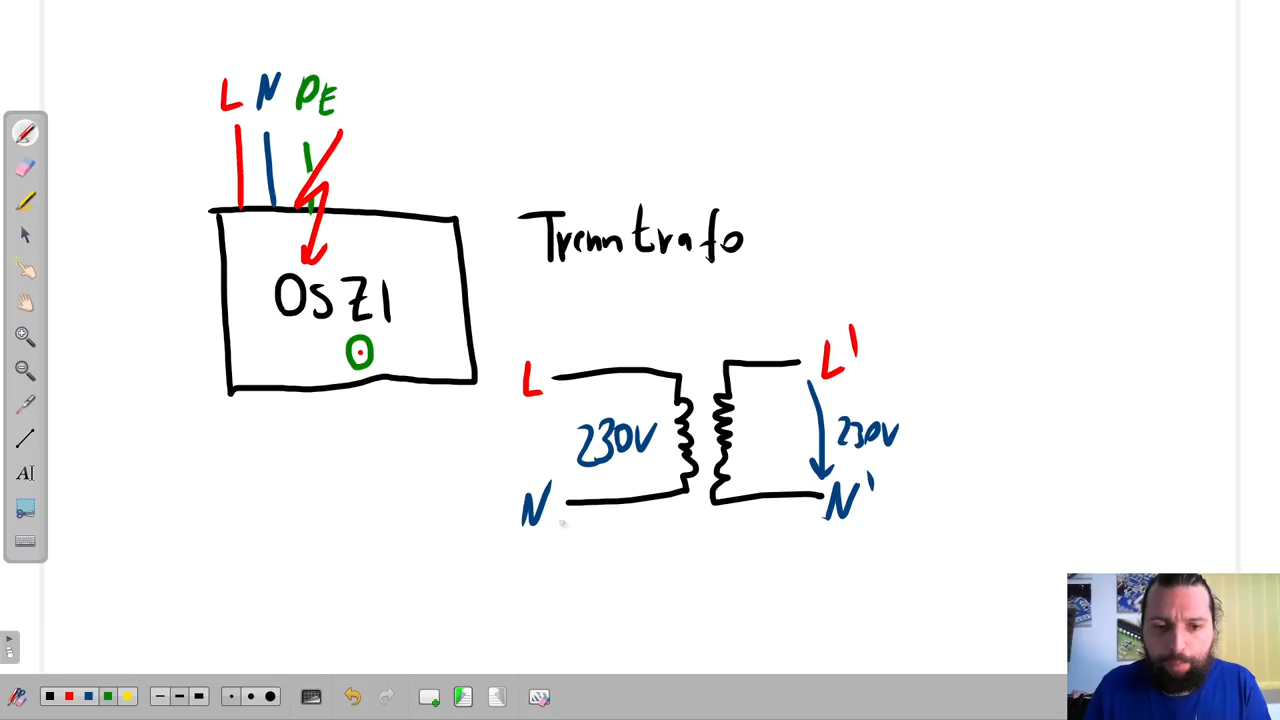 L N PE
OSZI
Trenntrafo
L
L'
230V
230V
N
N'